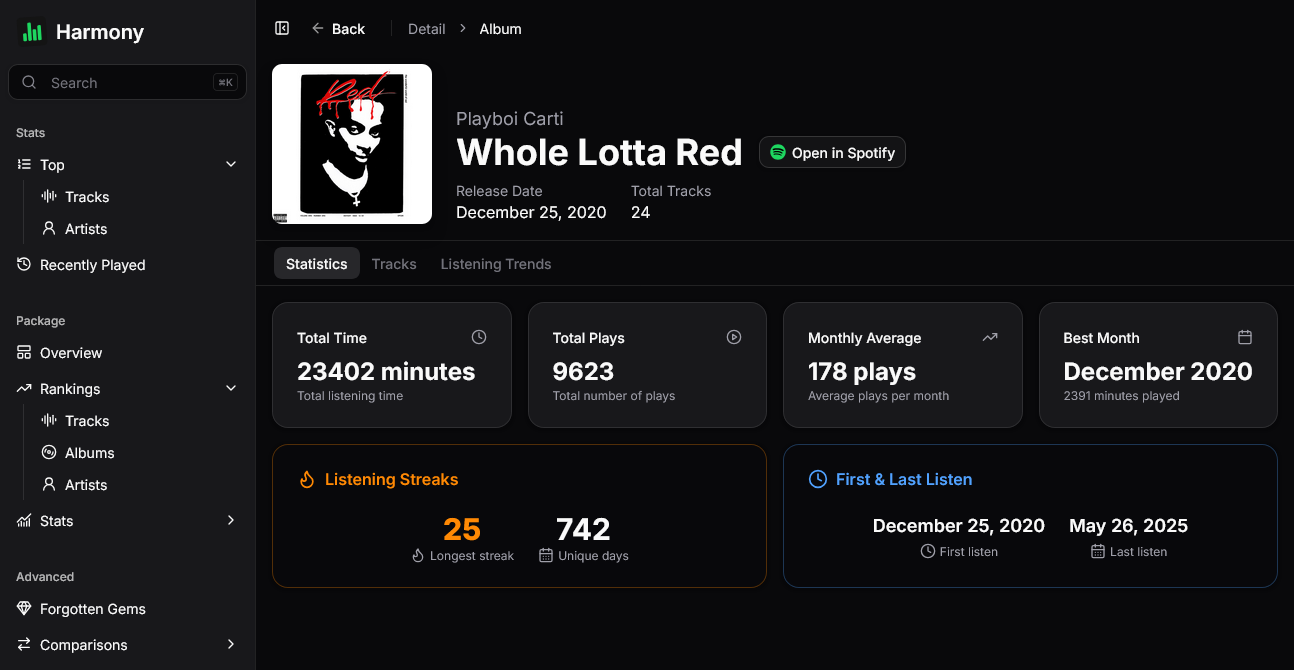 Harmony
Search
⌘K
Stats
Top
Tracks
Artists
Recently Played
Package
Overview
Rankings
Tracks
Albums
Artists
Stats
Advanced
Forgotten Gems
Comparisons
Back
Detail
Album
Red
Playboi Carti
Whole Lotta Red
Open in Spotify
Release Date
Total Tracks
December 25, 2020
24
Statistics
Tracks
Listening Trends
Total Time
23402 minutes
Total listening time
Total Plays
9623
Total number of plays
Monthly Average
178 plays
Average plays per month
Best Month
December 2020
2391 minutes played
Listening Streaks
25
Longest streak
742
Unique days
First & Last Listen
December 25, 2020
First listen
May 26, 2025
Last listen